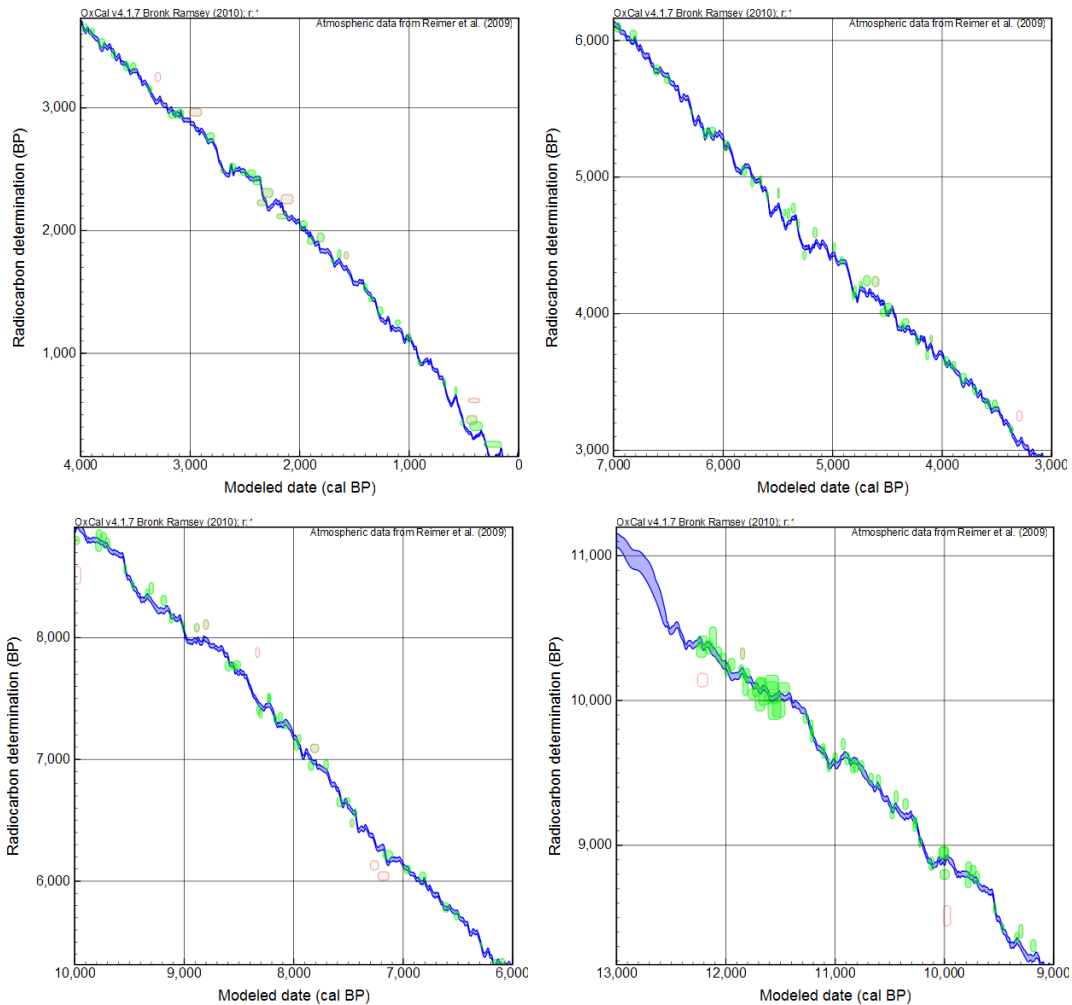 OxCal v4.1.7 Bronk Ramsey (2010); r:
Atmospheric data from Reimer et al. (2009)
Radiocarbon determination (BP)
3,000
2,000
1,000
4,000 3,000 2,000 1,000 0
Modeled date (cal BP)
OxCal v4.1.7 Bronk Ramsey (2010); r:
Atmospheric data from Reimer et al. (2009)
Radiocarbon determination (BP)
6,000
5,000
4,000
3,000
7,000 6,000 5,000 4,000 3,000
Modeled date (cal BP)
OxCal v4.1.7 Bronk Ramsey (2010); r:
Atmospheric data from Reimer et al. (2009)
Radiocarbon determination (BP)
8,000
7,000
6,000
10,000 9,000 8,000 7,000 6,000
Modeled date (cal BP)
OxCal v4.1.7 Bronk Ramsey (2010); r:
Atmospheric data from Reimer et al. (2009)
Radiocarbon determination (BP)
11,000
10,000
9,000
13,000 12,000 11,000 10,000 9,000
Modeled date (cal BP)